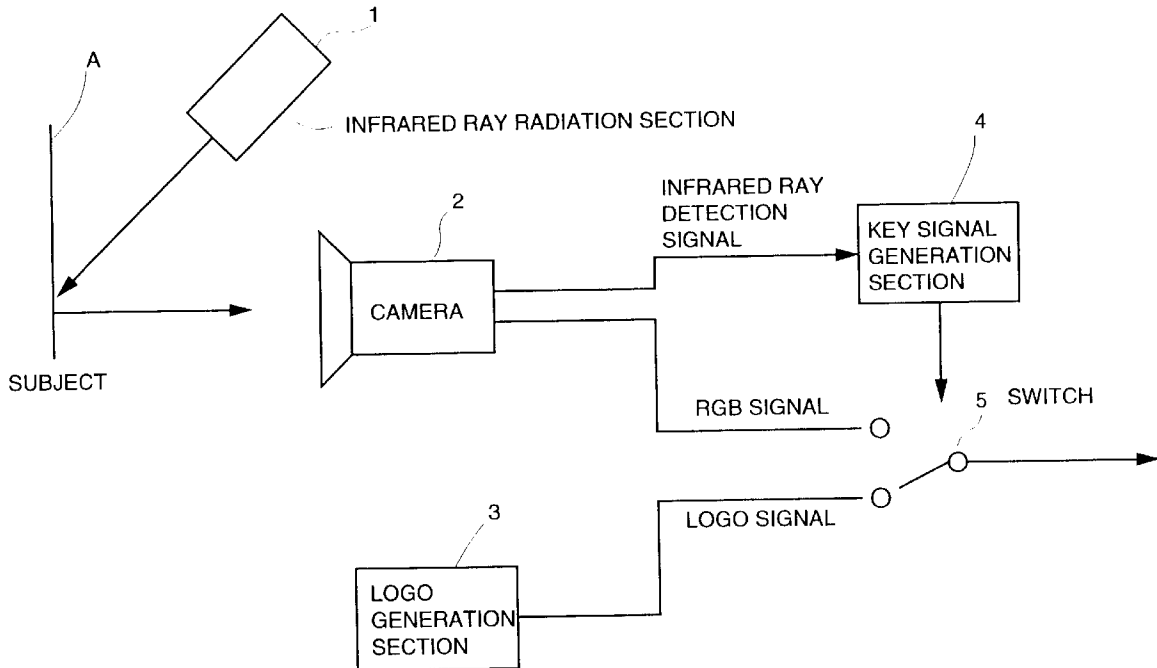 1
A
INFRARED RAY RADIATION SECTION
4
INFRARED RAY
DETECTION
SIGNAL
2
KEY SIGNAL
GENERATION
SECTION
CAMERA
SUBJECT
RGB SIGNAL
5
SWITCH
LOGO SIGNAL
3
LOGO
GENERATION
SECTION